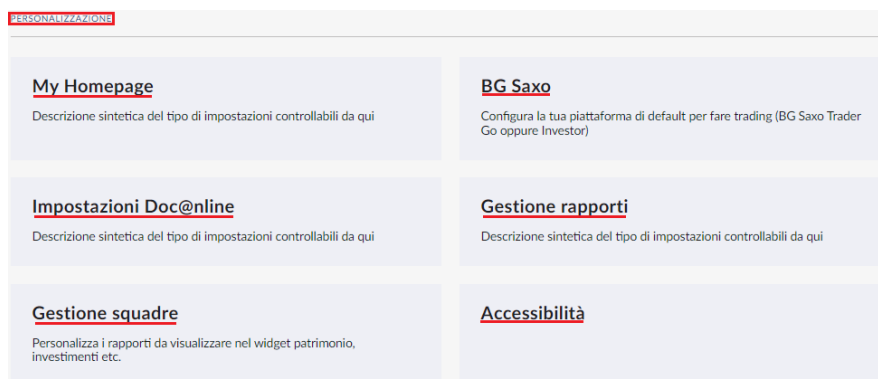 PERSONALIZZAZIONE
My Homepage
Descrizione sintetica del tipo di impostazioni controllabili da qui
BG Saxo
Configura la tua piattaforma di default per fare trading (BG Saxo Trader
Go oppure Investor)
Impostazioni Doc@nline
Descrizione sintetica del tipo di impostazioni controllabili da qui
Gestione rapporti
Descrizione sintetica del tipo di impostazioni controllabili da qui
Gestione squadre
Personalizza i rapporti da visualizzare nel widget patrimonio,
investimenti etc.
Accessibilità